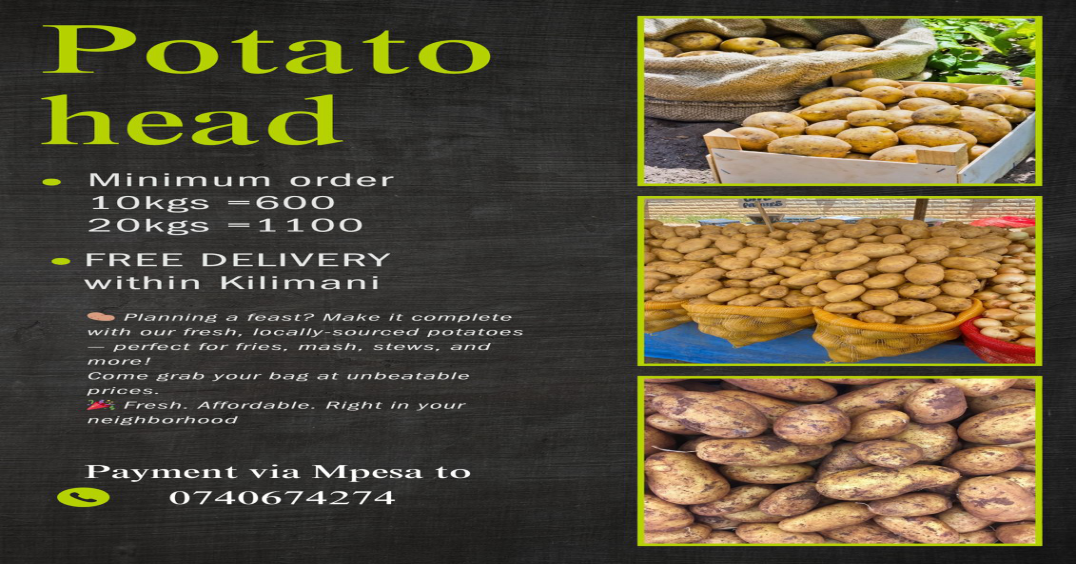 Potato
head
Minimum order
10kgs =600
20kgs =1100
FREE DELIVERY
within Kilimani
🥔 Planning a feast? Make it complete
with our fresh, locally-sourced potatoes
— perfect for fries, mash, stews, and
more!
Come grab your bag at unbeatable
prices.
🎉 Fresh. Affordable. Right in your
neighborhood
Payment via Mpesa to
0740674274